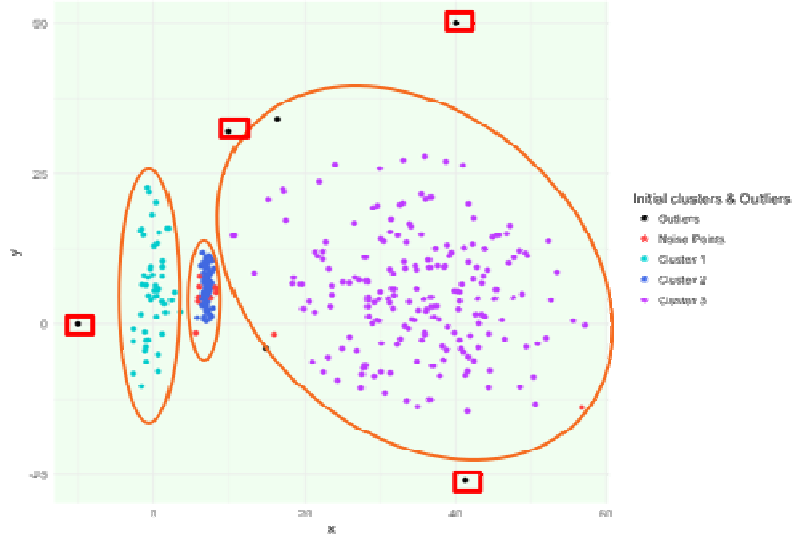 50
25
y
0
-25
0
20
40
60
x
Initial clusters & Outliers
Outliers
Noise Points
Cluster 1
Cluster 2
Cluster 3